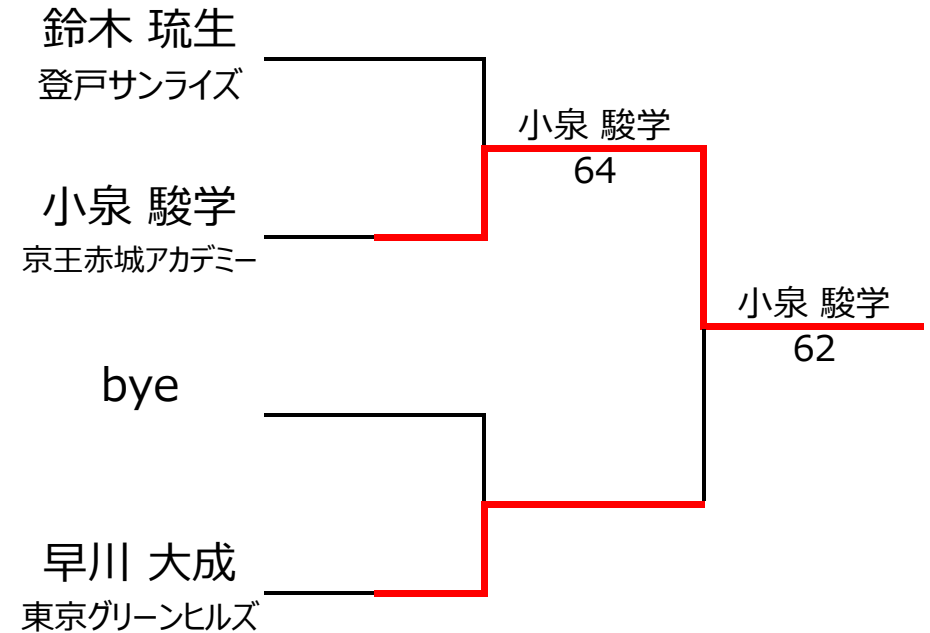 鈴木 琉生
登戸サンライズ
小泉 駿学
64
小泉 駿学
京王赤城アカデミー
小泉 駿学
62
bye
早川 大成
東京グリーンヒルズ